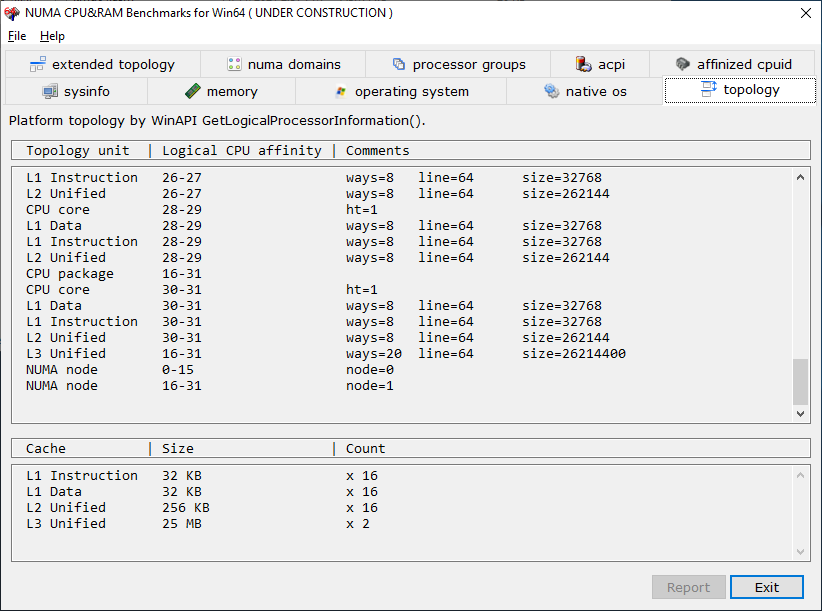 NUMA CPU&RAM Benchmarks for Win64 ( UNDER CONSTRUCTION )
File Help
extended topology numa domains processor groups acpi affinized cpuid
sysinfo memory operating system native os topology
Platform topology by WinAPI GetLogicalProcessorInformation().
Topology unit | Logical CPU affinity | Comments
L1 Instruction 26-27 ways=8 line=64 size=32768
L2 Unified 26-27 ways=8 line=64 size=262144
CPU core 28-29 ht=1
L1 Data 28-29 ways=8 line=64 size=32768
L1 Instruction 28-29 ways=8 line=64 size=32768
L2 Unified 28-29 ways=8 line=64 size=262144
CPU package 16-31
CPU core 30-31 ht=1
L1 Data 30-31 ways=8 line=64 size=32768
L1 Instruction 30-31 ways=8 line=64 size=32768
L2 Unified 30-31 ways=8 line=64 size=262144
L3 Unified 16-31 ways=20 line=64 size=26214400
NUMA node 0-15 node=0
NUMA node 16-31 node=1
Cache | Size | Count
L1 Instruction 32 KB x 16
L1 Data 32 KB x 16
L2 Unified 256 KB x 16
L3 Unified 25 MB x 2
Report Exit